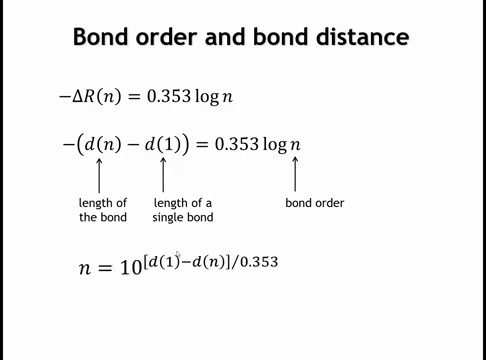 Bond order and bond distance
−ΔR(n) = 0.353 log n
−(d(n) − d(1)) = 0.353 log n
length of the bond
length of a single bond
bond order
n = 10^[d(1)−d(n)]/0.353